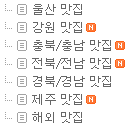 울산 맛집
강원 맛집 N
충북/충남 맛집 N
전북/전남 맛집 N
경북/경남 맛집
제주 맛집 N
해외 맛집